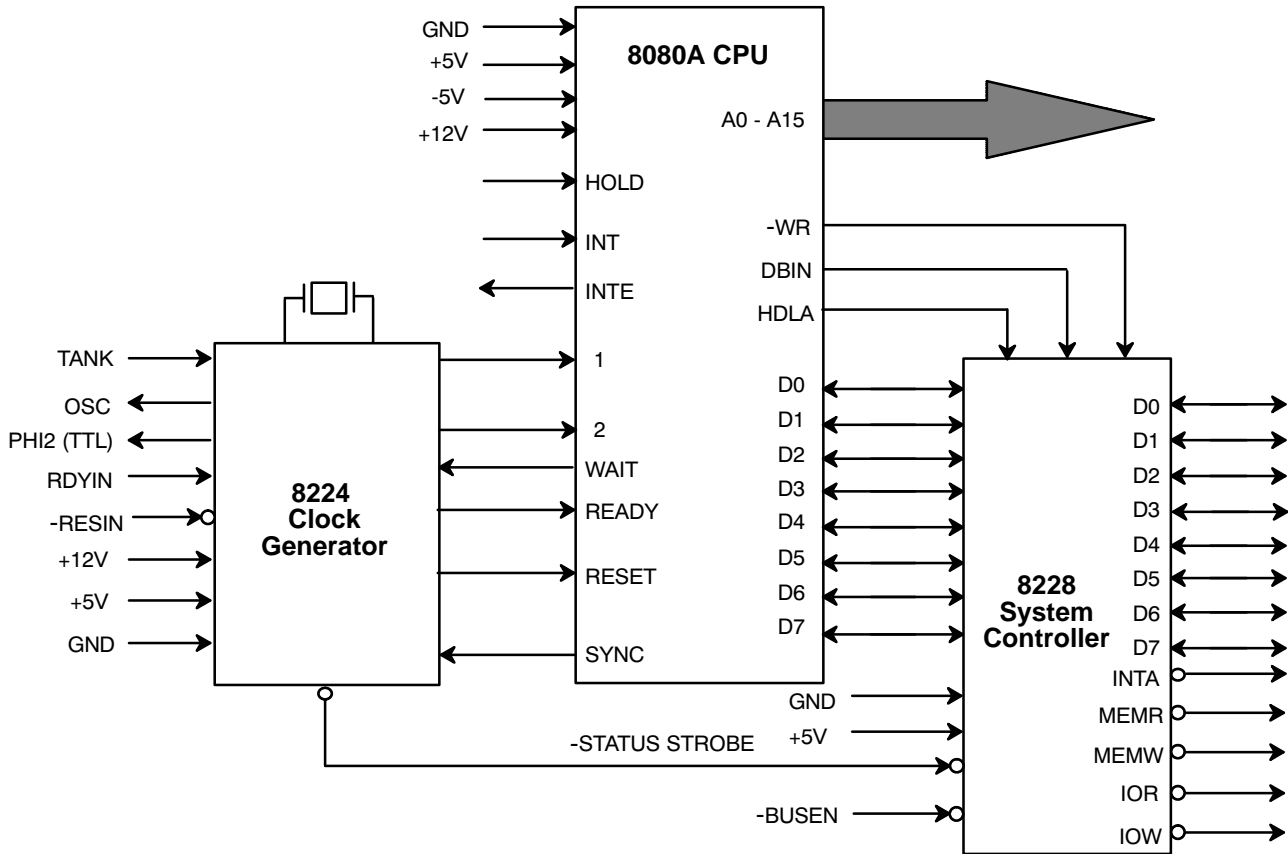 GND
+5V
-5V
+12V
HOLD
INT
INTE
8080A CPU
A0 - A15
-WR
DBIN
HDLA
TANK
OSC
PHI2 (TTL)
RDYIN
-RESIN
+12V
+5V
GND
8224
Clock
Generator
1
2
WAIT
READY
RESET
SYNC
D0
D1
D2
D3
D4
D5
D6
D7
GND
+5V
-STATUS STROBE
-BUSEN
8228
System
Controller
D0
D1
D2
D3
D4
D5
D6
D7
INTA
MEMR
MEMW
IOR
IOW